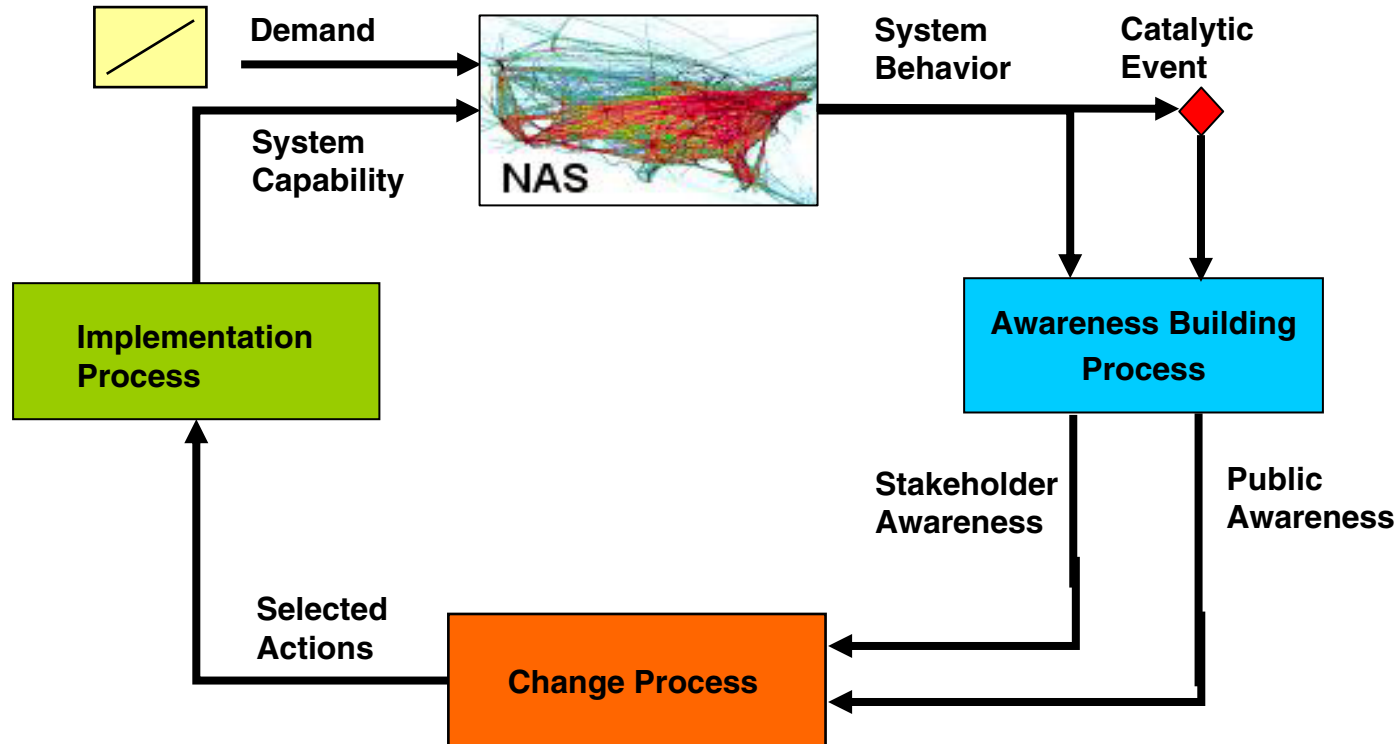 Demand
System
Behavior
Catalytic
Event
System
Capability
NAS
Implementation
Process
Awareness Building
Process
Stakeholder
Awareness
Public
Awareness
Selected
Actions
Change Process